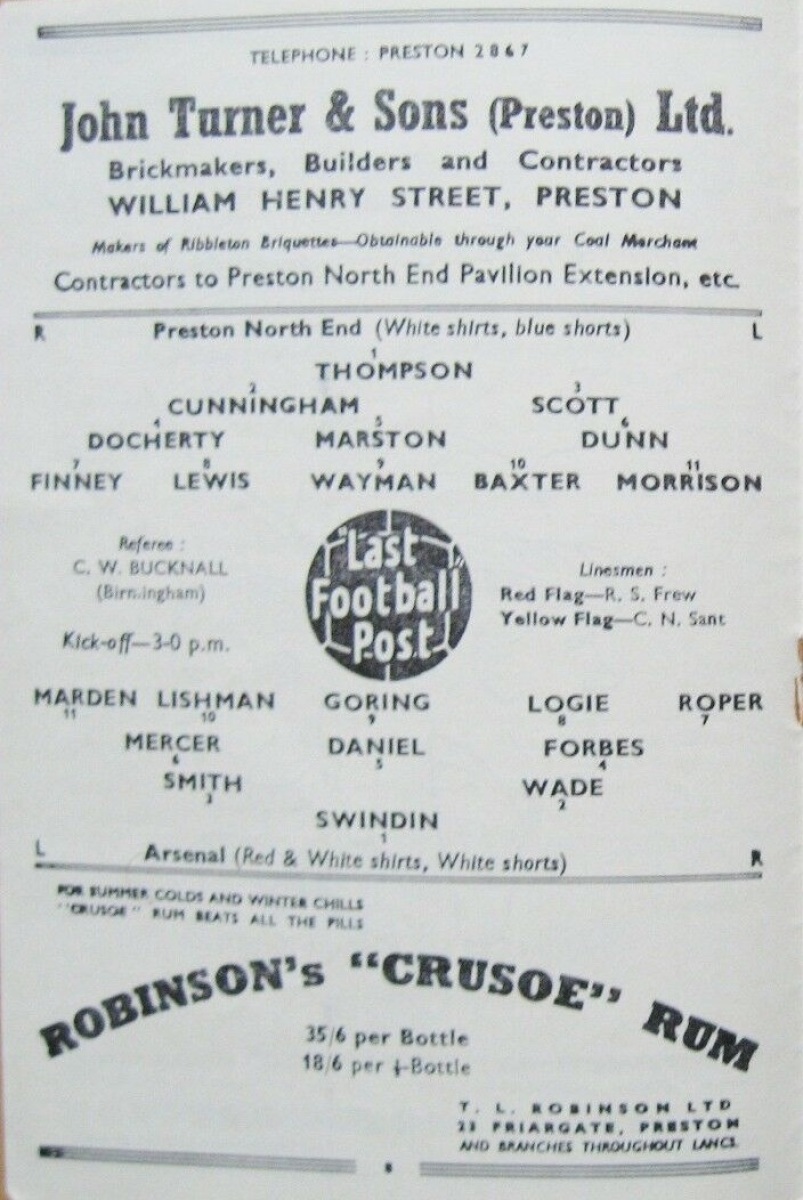 TELEPHONE : PRESTON 2867
John Turner & Sons (Preston) Ltd.
Brickmakers, Builders and Contractors
WILLIAM HENRY STREET, PRESTON
Makers of Ribbleton Briquettes—Obtainable through your Coal Merchant
Contractors to Preston North End Pavilion Extension, etc.
R Preston North End (White shirts, blue shorts) L
1
THOMPSON
2 3
CUNNINGHAM SCOTT
4 5 6
DOCHERTY MARSTON DUNN
7 8 9 10 11
FINNEY LEWIS WAYMAN BAXTER MORRISON
Referee :
C. W. BUCKNALL
(Birmingham)
Kick-off—3-0 p.m.
"Last
Football
Post"
Linesmen :
Red Flag—R. S. Frew
Yellow Flag—C. N. Sant
MARDEN LISHMAN GORING LOGIE ROPER
11 10 9 8 7
MERCER DANIEL FORBES
6 5 4
SMITH WADE
3 2
SWINDIN
1
L Arsenal (Red & White shirts, White shorts) R
FOR SUMMER COLDS AND WINTER CHILLS
"CRUSOE" RUM BEATS ALL THE PILLS
ROBINSON's "CRUSOE" RUM
35/6 per Bottle
18/6 per ½-Bottle
T. L. ROBINSON LTD
23 FRIARGATE, PRESTON
AND BRANCHES THROUGHOUT LANCS.